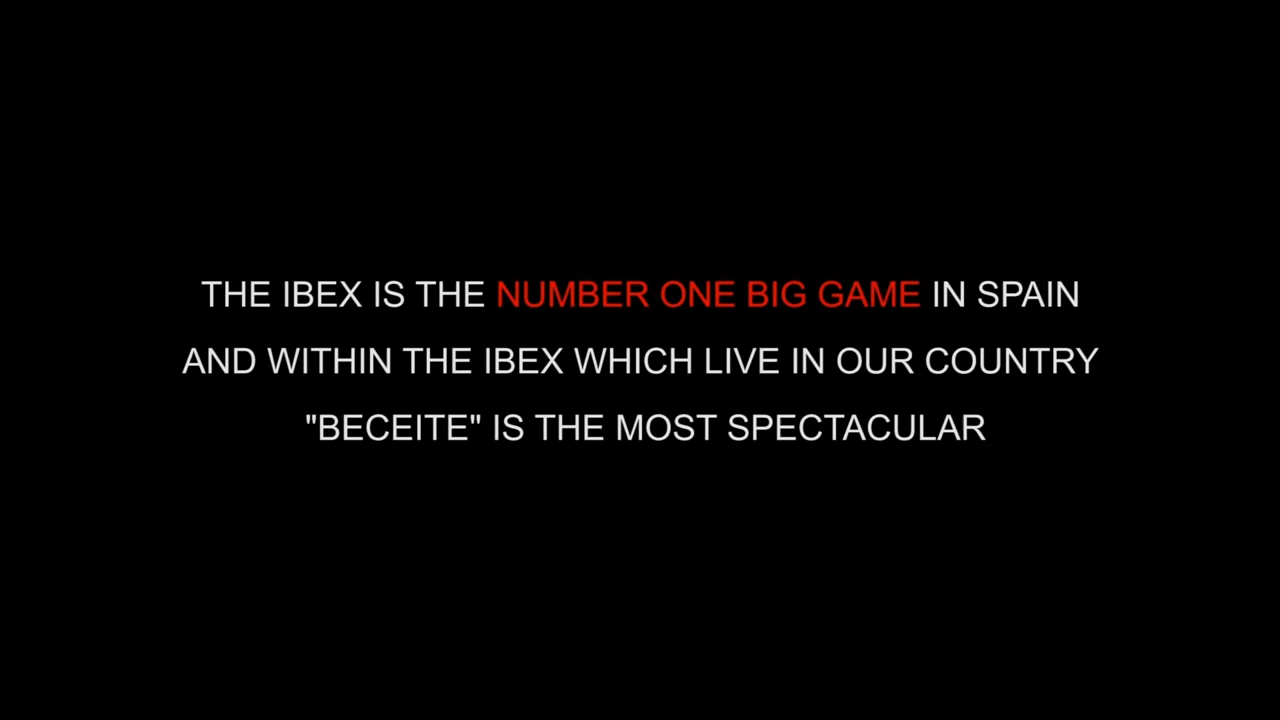 THE IBEX IS THE NUMBER ONE BIG GAME IN SPAIN
AND WITHIN THE IBEX WHICH LIVE IN OUR COUNTRY
"BECEITE" IS THE MOST SPECTACULAR